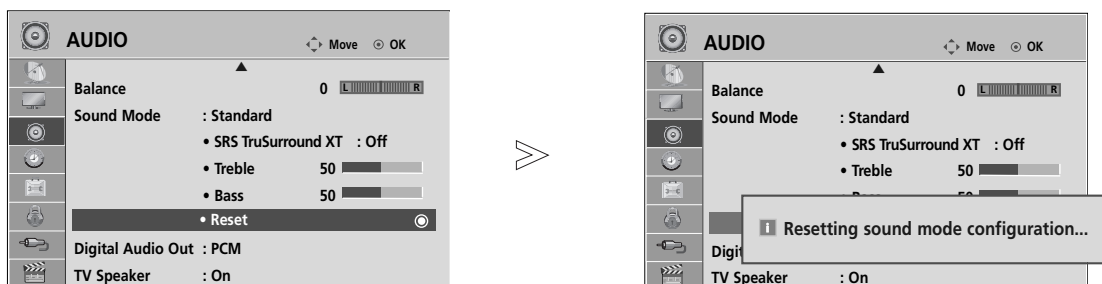 AUDIO
Move
OK
Balance 0 L R
Sound Mode : Standard
• SRS TruSurround XT : Off
• Treble 50
• Bass 50
• Reset
Digital Audio Out : PCM
TV Speaker : On
AUDIO
Move
OK
Balance 0 L R
Sound Mode : Standard
• SRS TruSurround XT : Off
• Treble 50
Resetting sound mode configuration...
TV Speaker : On